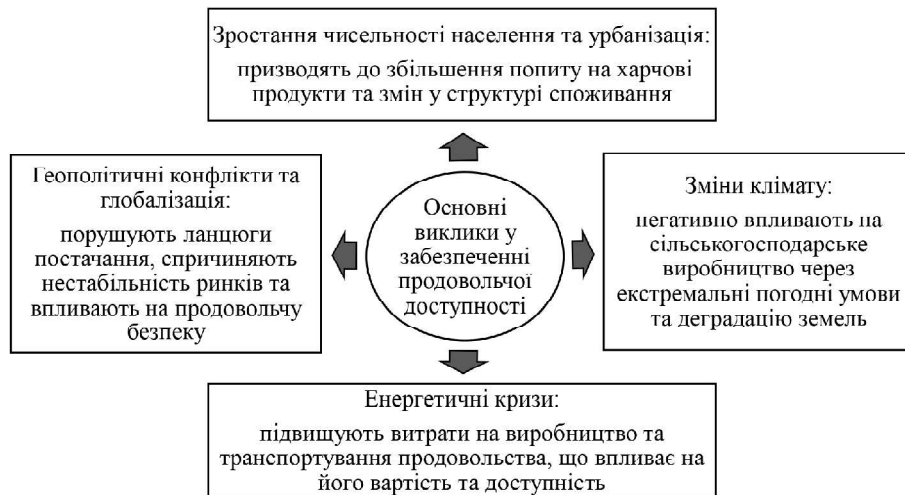 Зростання чисельності населення та урбанізація:
призводять до збільшення попиту на харчові
продукти та змін у структурі споживання
Геополітичні конфлікти та
глобалізація:
порушують ланцюги
постачання, спричиняють
нестабільність ринків та
впливають на продовольчу
безпеку
Основні
виклики у
забезпеченні
продовольчої
доступності
Зміни клімату:
негативно впливають на
сільськогосподарське
виробництво через
екстремальні погодні умови
та деградацію земель
Енергетичні кризи:
підвищують витрати на виробництво та
транспортування продовольства, що впливає на
його вартість та доступність